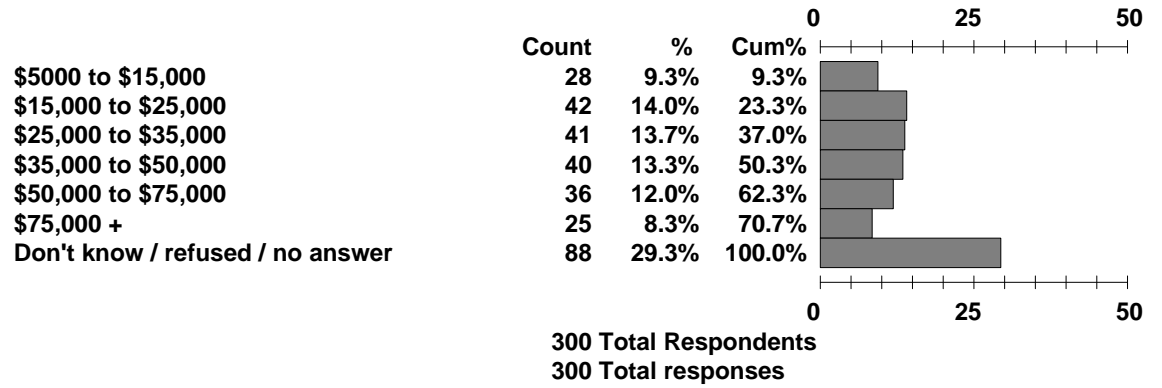 0 25 50
Count % Cum%
$5000 to $15,000 28 9.3% 9.3%
$15,000 to $25,000 42 14.0% 23.3%
$25,000 to $35,000 41 13.7% 37.0%
$35,000 to $50,000 40 13.3% 50.3%
$50,000 to $75,000 36 12.0% 62.3%
$75,000 + 25 8.3% 70.7%
Don't know / refused / no answer 88 29.3% 100.0%
0 25 50
300 Total Respondents
300 Total responses